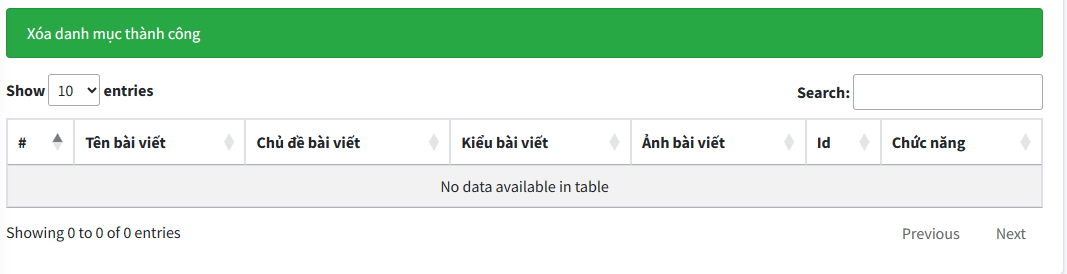 Xóa danh mục thành công
Show 10 entries
Search:
# Tên bài viết Chủ đề bài viết Kiểu bài viết Ảnh bài viết Id Chức năng
No data available in table
Showing 0 to 0 of 0 entries
Previous Next